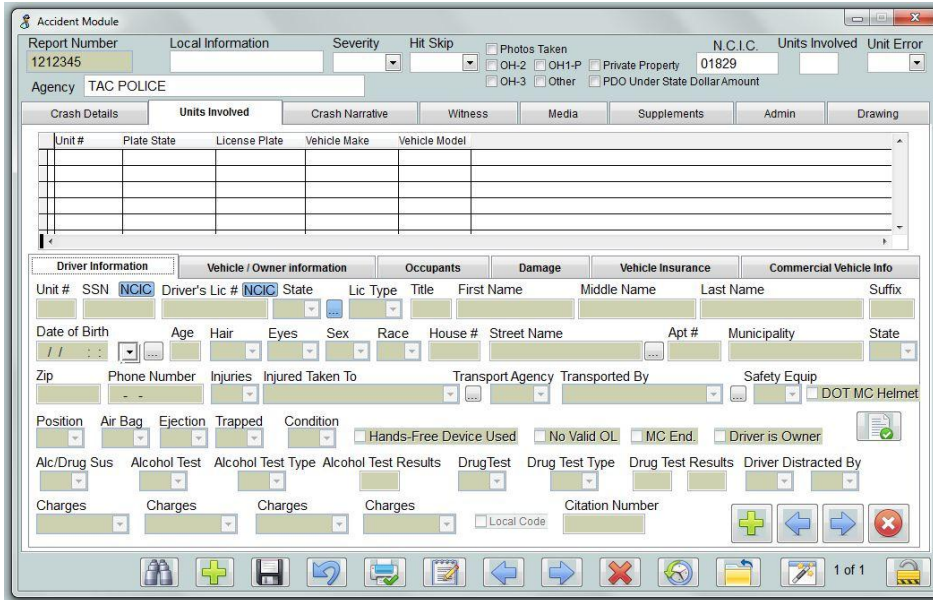 Accident Module
Report Number Local Information Severity Hit Skip Photos Taken N.C.I.C. Units Involved Unit Error
1212345 OH-2 OH1-P Private Property 01829
Agency TAC POLICE OH-3 Other PDO Under State Dollar Amount
Crash Details Units Involved Crash Narrative Witness Media Supplements Admin Drawing
Unit # Plate State License Plate Vehicle Make Vehicle Model
Driver Information Vehicle / Owner information Occupants Damage Vehicle Insurance Commercial Vehicle Info
Unit # SSN NCIC Driver's Lic # NCIC State Lic Type Title First Name Middle Name Last Name Suffix
Date of Birth Age Hair Eyes Sex Race House # Street Name Apt # Municipality State
/ / : :
Zip Phone Number Injuries Injured Taken To Transport Agency Transported By Safety Equip
- - DOT MC Helmet
Position Air Bag Ejection Trapped Condition
Hands-Free Device Used No Valid OL MC End. Driver is Owner
Alc/Drug Sus Alcohol Test Alcohol Test Type Alcohol Test Results DrugTest Drug Test Type Drug Test Results Driver Distracted By
Charges Charges Charges Charges Citation Number
Local Code
1 of 1